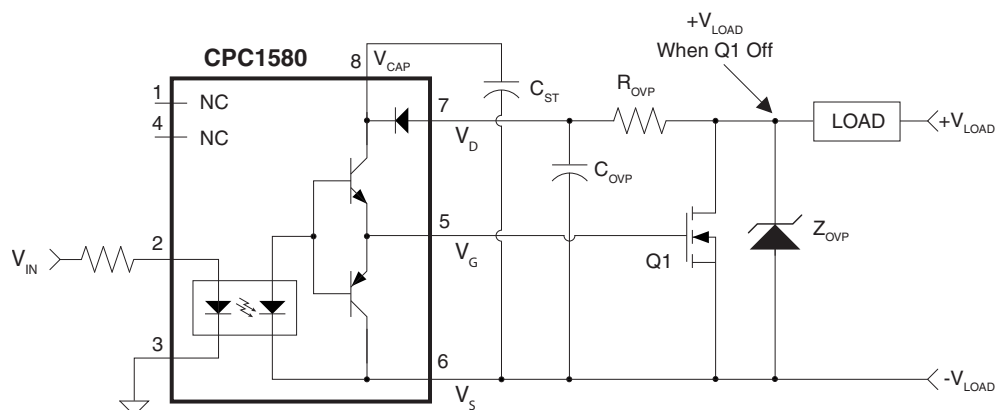 +V_LOAD
When Q1 Off
CPC1580
8
V_CAP
1
NC
4
NC
C_ST
7
V_D
R_OVP
LOAD
+V_LOAD
C_OVP
5
V_G
Q1
Z_OVP
V_IN
2
3
6
V_S
-V_LOAD